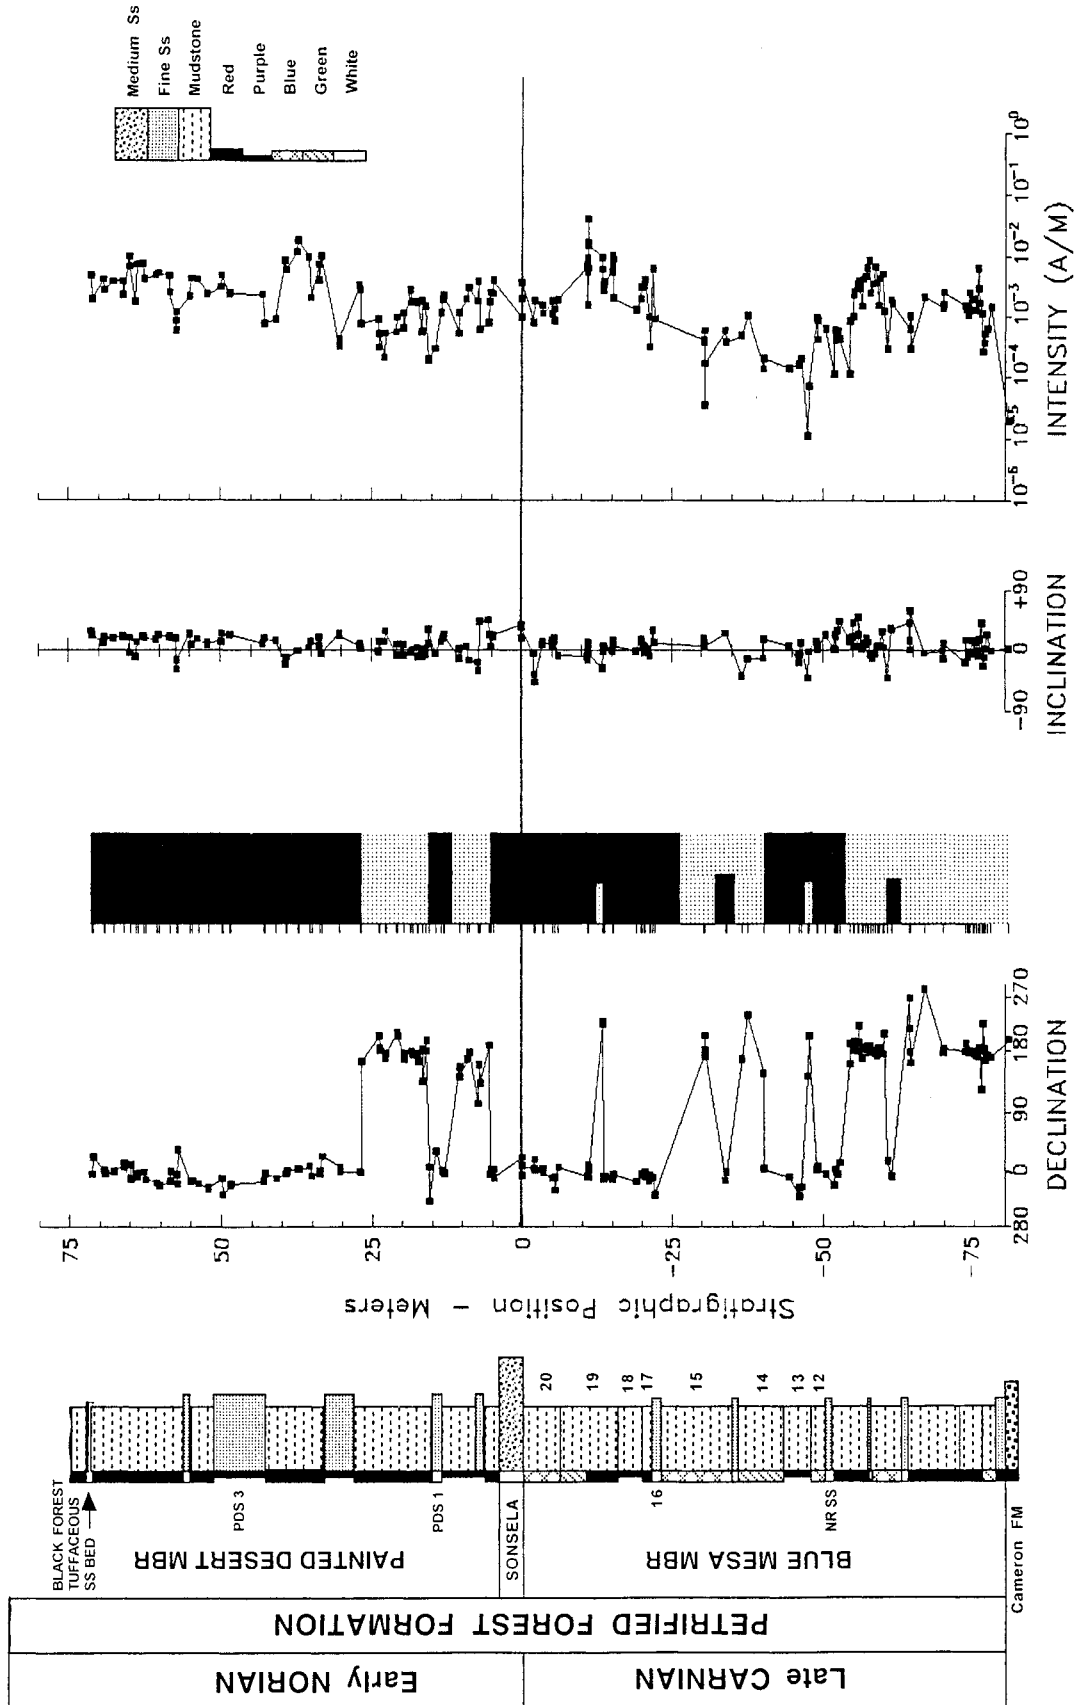 Medium Ss
Fine Ss
Mudstone
Red
Purple
Blue
Green
White
10⁰
10⁻¹
10⁻²
10⁻³
10⁻⁴
10⁻⁵
10⁻⁶
INTENSITY (A/M)
+90
0
-90
INCLINATION
270
180
90
0
280
DECLINATION
75
50
25
0
-25
-50
-75
Stratigraphic Position - Meters
20
19
18
17
16
15
14
13
12
NR SS
PDS 3
PDS 1
BLACK FOREST
TUFFACEOUS
SS BED
PAINTED DESERT MBR
SONSELA
BLUE MESA MBR
Cameron FM
PETRIFIED FOREST FORMATION
Early NORIAN
Late CARNIAN